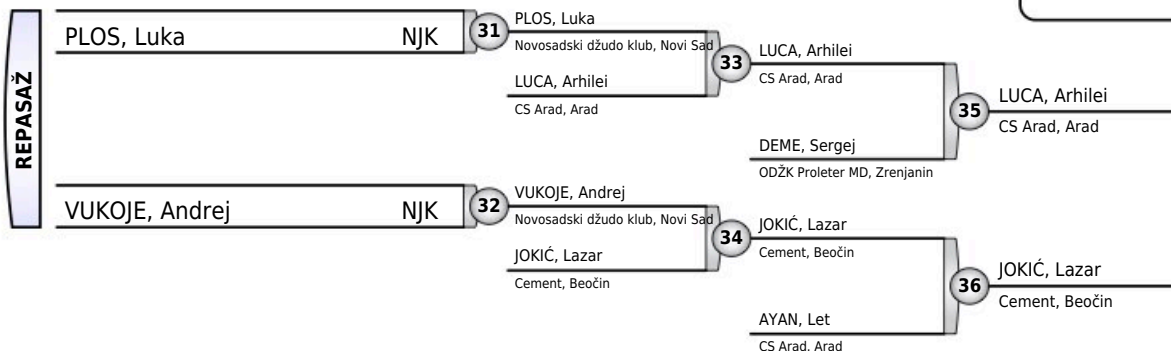 REPASAŽ
PLOS, Luka NJK
31
PLOS, Luka
Novosadski džudo klub, Novi Sad
LUCA, Arhilei
CS Arad, Arad
33
LUCA, Arhilei
CS Arad, Arad
DEME, Sergej
ODŽK Proleter MD, Zrenjanin
35
LUCA, Arhilei
CS Arad, Arad
VUKOJE, Andrej NJK
32
VUKOJE, Andrej
Novosadski džudo klub, Novi Sad
JOKIĆ, Lazar
Cement, Beočin
34
JOKIĆ, Lazar
Cement, Beočin
AYAN, Let
CS Arad, Arad
36
JOKIĆ, Lazar
Cement, Beočin